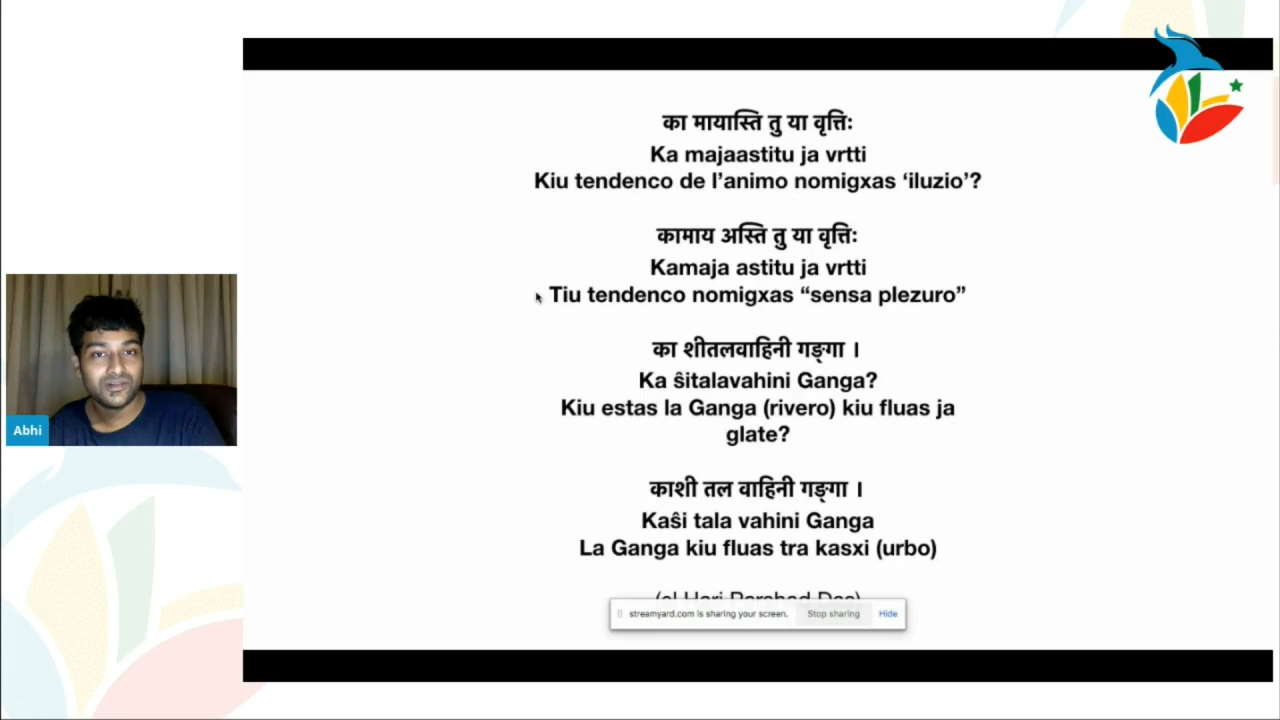 का मायास्ति तु या वृत्तिः
Ka majaastitu ja vrtti
Kiu tendenco de l’animo nomigxas ‘iluzio’?
कामाय अस्ति तु या वृत्तिः
Kamaja astitu ja vrtti
Tiu tendenco nomigxas “sensa plezuro”
का शीतलवाहिनी गङ्गा ।
Ka ŝitalavahini Ganga?
Kiu estas la Ganga (rivero) kiu fluas ja
glate?
काशी तल वाहिनी गङ्गा ।
Kaŝi tala vahini Ganga
La Ganga kiu fluas tra kasxi (urbo)
streamyard.com is sharing your screen. Stop sharing Hide
Abhi